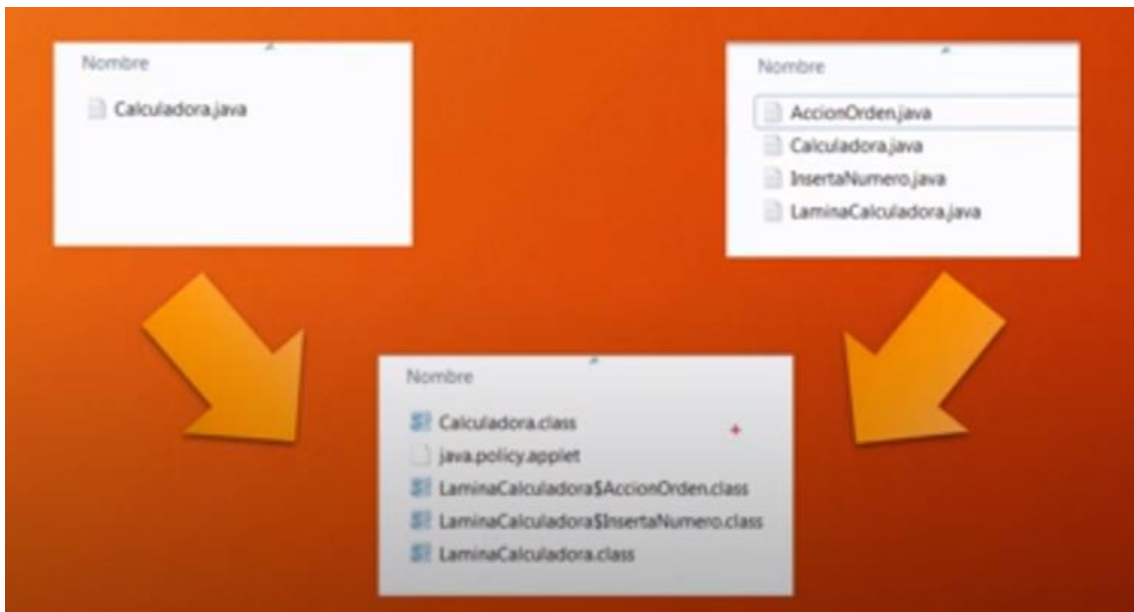 Nombre
Calculadora.java
Nombre
AccionOrden.java
Calculadora.java
InsertaNumero.java
LaminaCalculadora.java
Nombre
Calculadora.class
java.policy.applet
LaminaCalculadora$AccionOrden.class
LaminaCalculadora$InsertaNumero.class
LaminaCalculadora.class